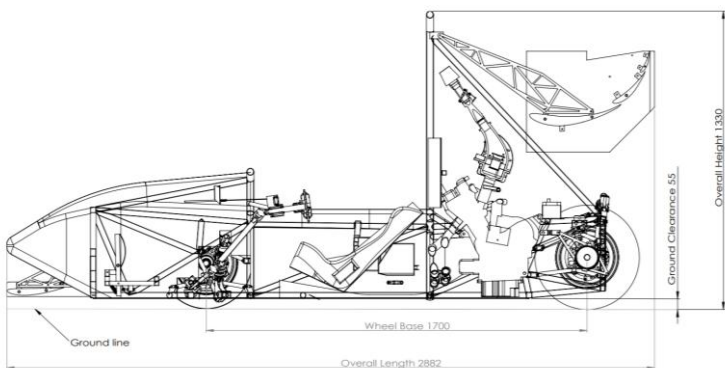 Overall Height 1330
Ground Clearance 55
Wheel Base 1700
Ground line
Overall Length 2882